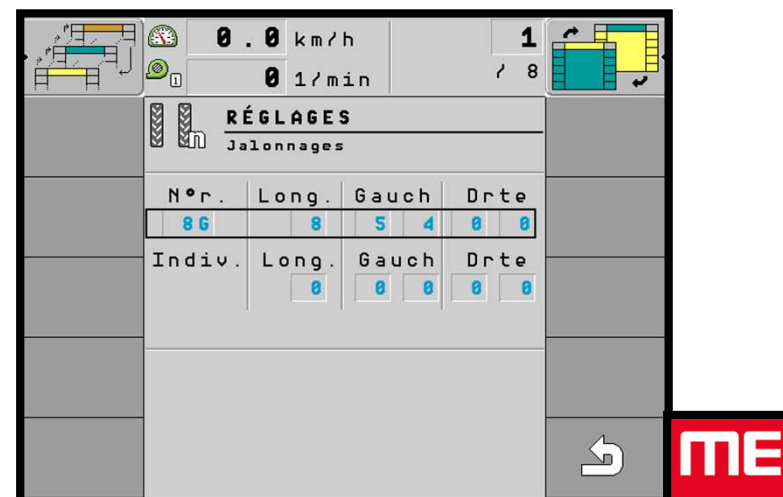 0.0 km/h 1
1 0 1/min / 8
RÉGLAGES
n Jalonnages
N°r. Long. Gauch Drte
8G 8 5 4 0 0
Indiv. Long. Gauch Drte
0 0 0 0 0
ME